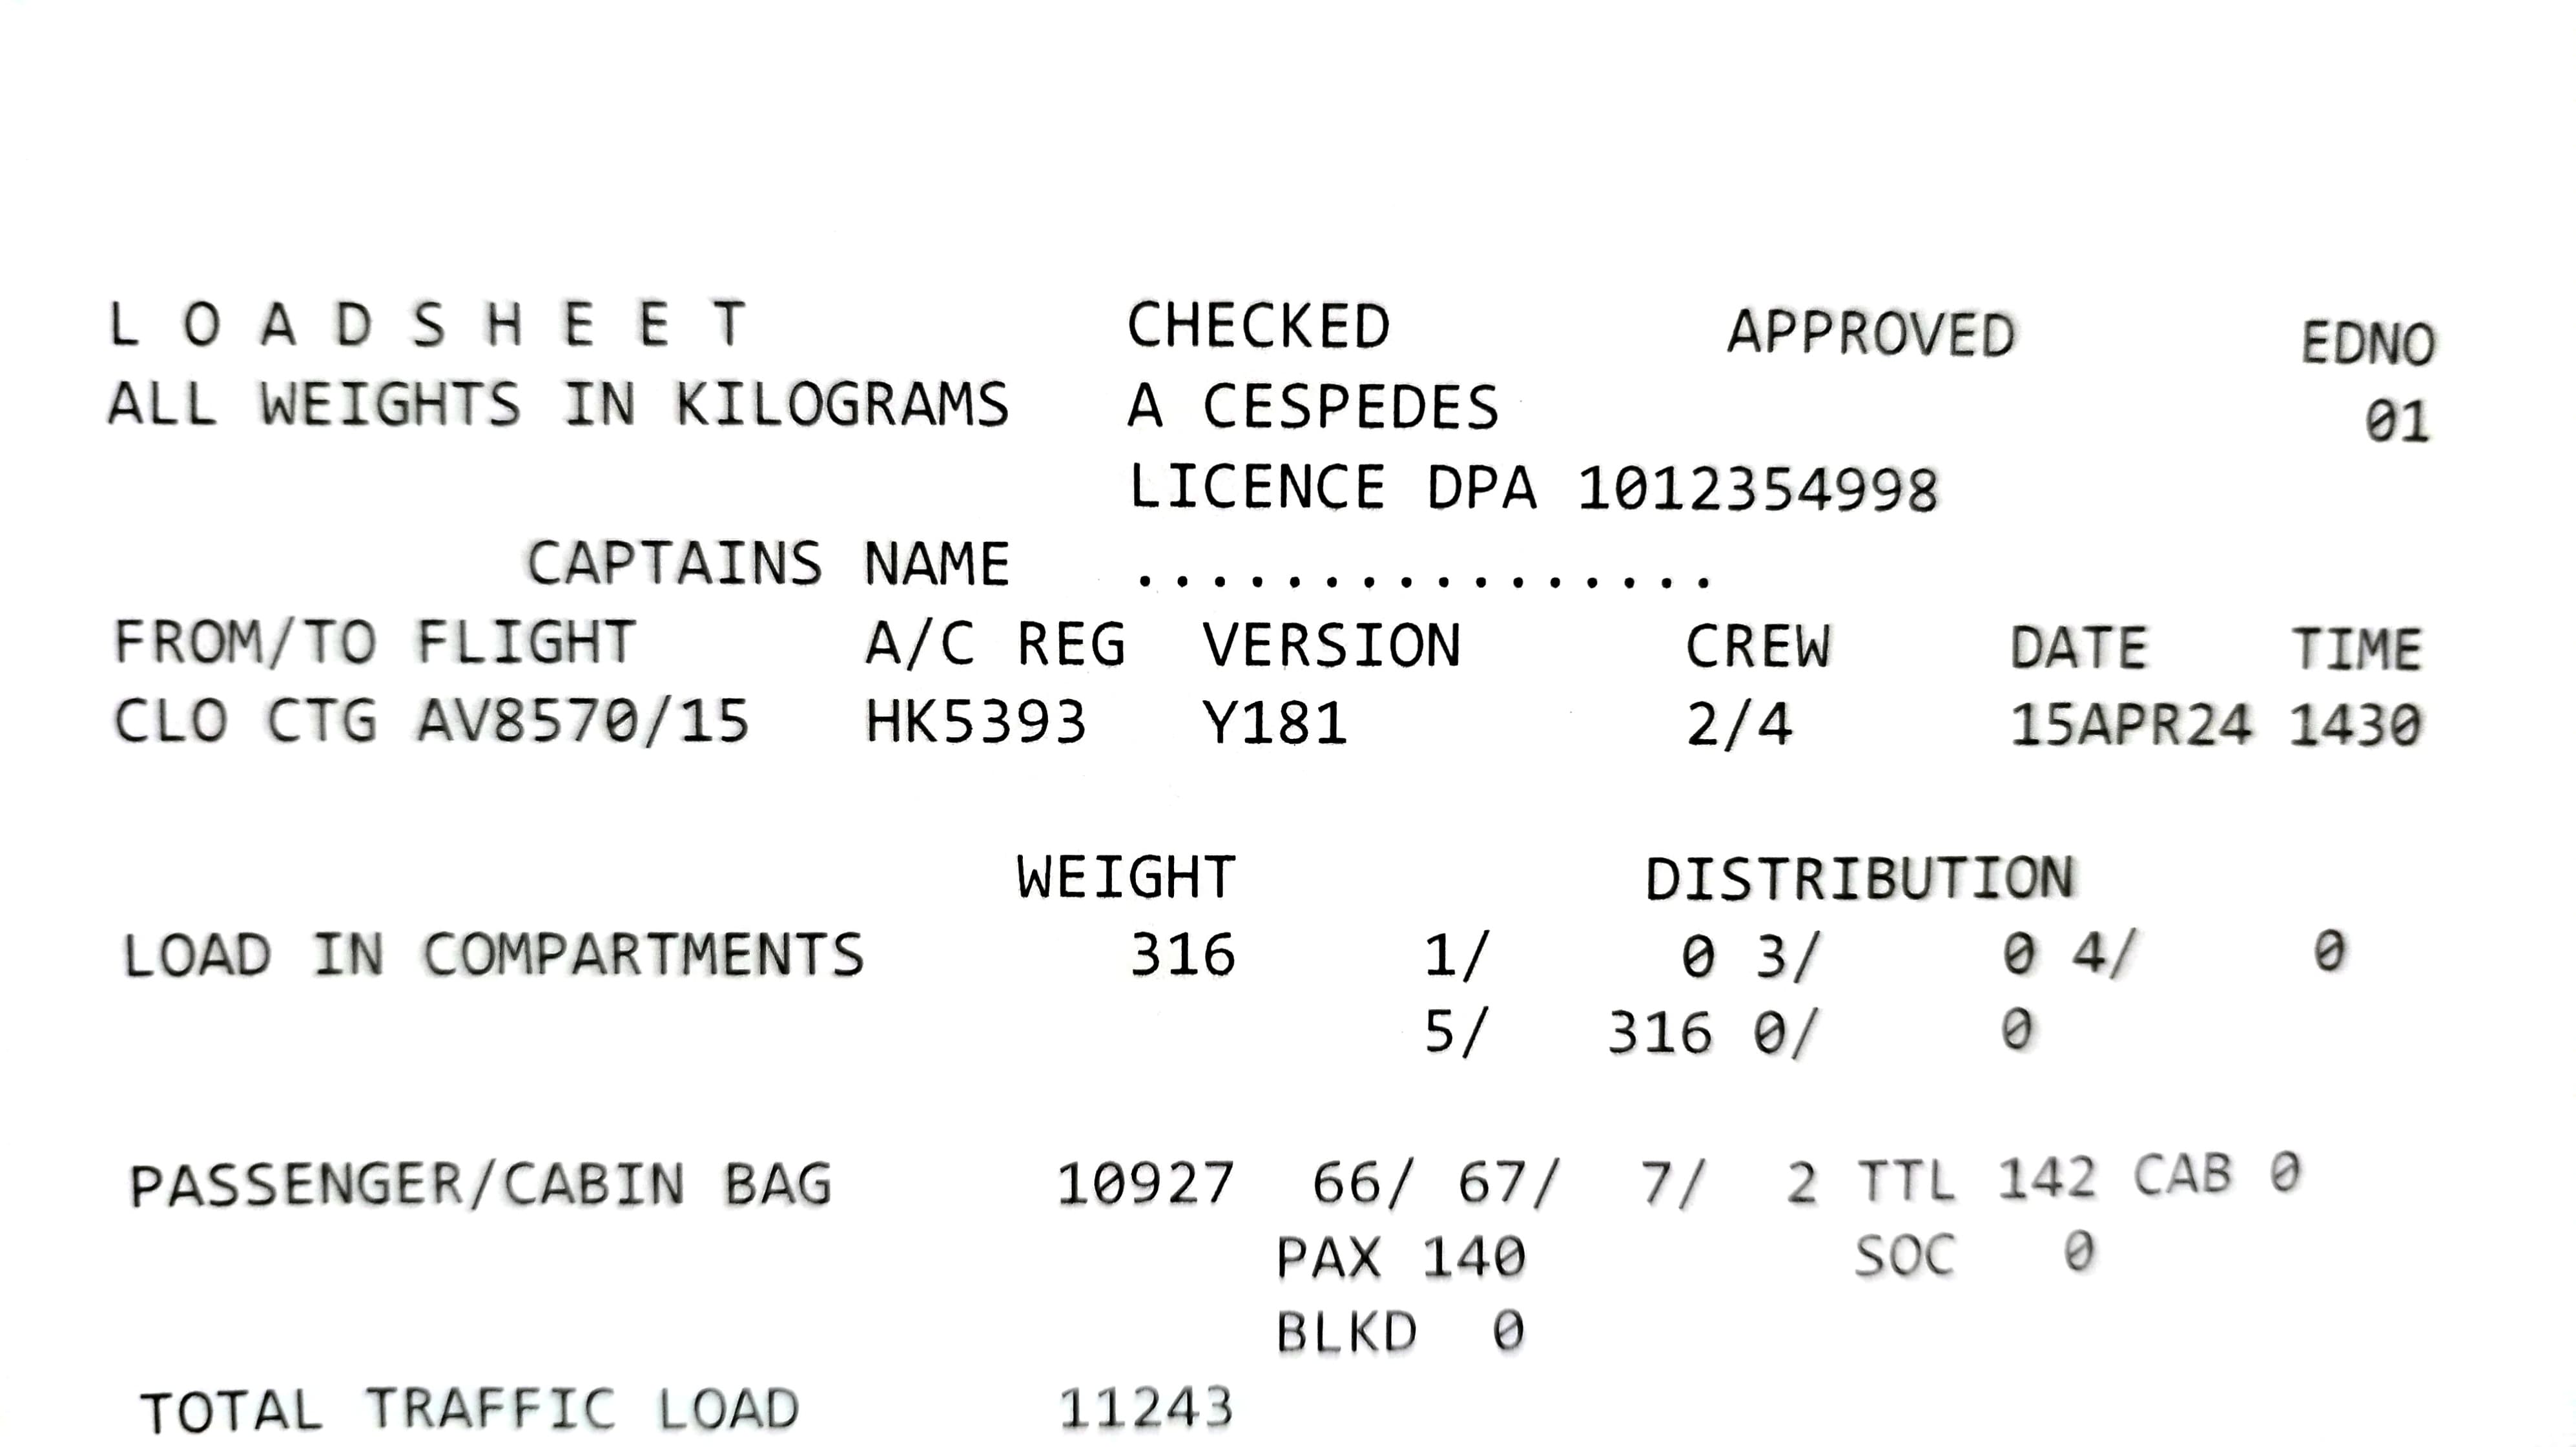 L O A D S H E E T CHECKED APPROVED EDNO
ALL WEIGHTS IN KILOGRAMS A CESPEDES 01
LICENCE DPA 1012354998
CAPTAINS NAME ................
FROM/TO FLIGHT A/C REG VERSION CREW DATE TIME
CLO CTG AV8570/15 HK5393 Y181 2/4 15APR24 1430
WEIGHT DISTRIBUTION
LOAD IN COMPARTMENTS 316 1/ 0 3/ 0 4/ 0
5/ 316 0/ 0
PASSENGER/CABIN BAG 10927 66/ 67/ 7/ 2 TTL 142 CAB 0
PAX 140 SOC 0
BLKD 0
TOTAL TRAFFIC LOAD 11243